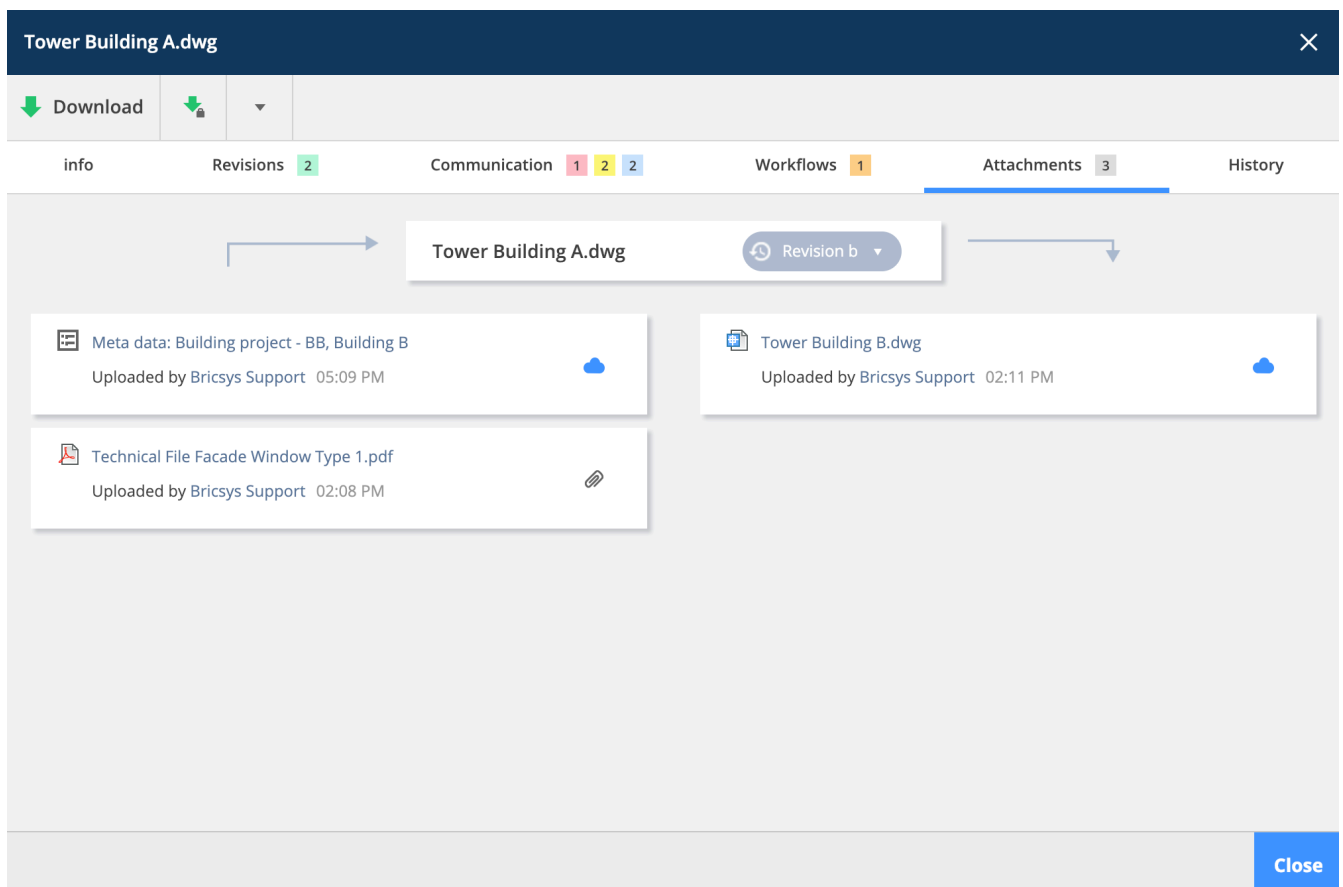 Tower Building A.dwg
Download
info Revisions 2 Communication 1 2 2 Workflows 1 Attachments 3 History
Tower Building A.dwg Revision b
Meta data: Building project - BB, Building B
Uploaded by Bricsys Support 05:09 PM
Technical File Facade Window Type 1.pdf
Uploaded by Bricsys Support 02:08 PM
Tower Building B.dwg
Uploaded by Bricsys Support 02:11 PM
Close